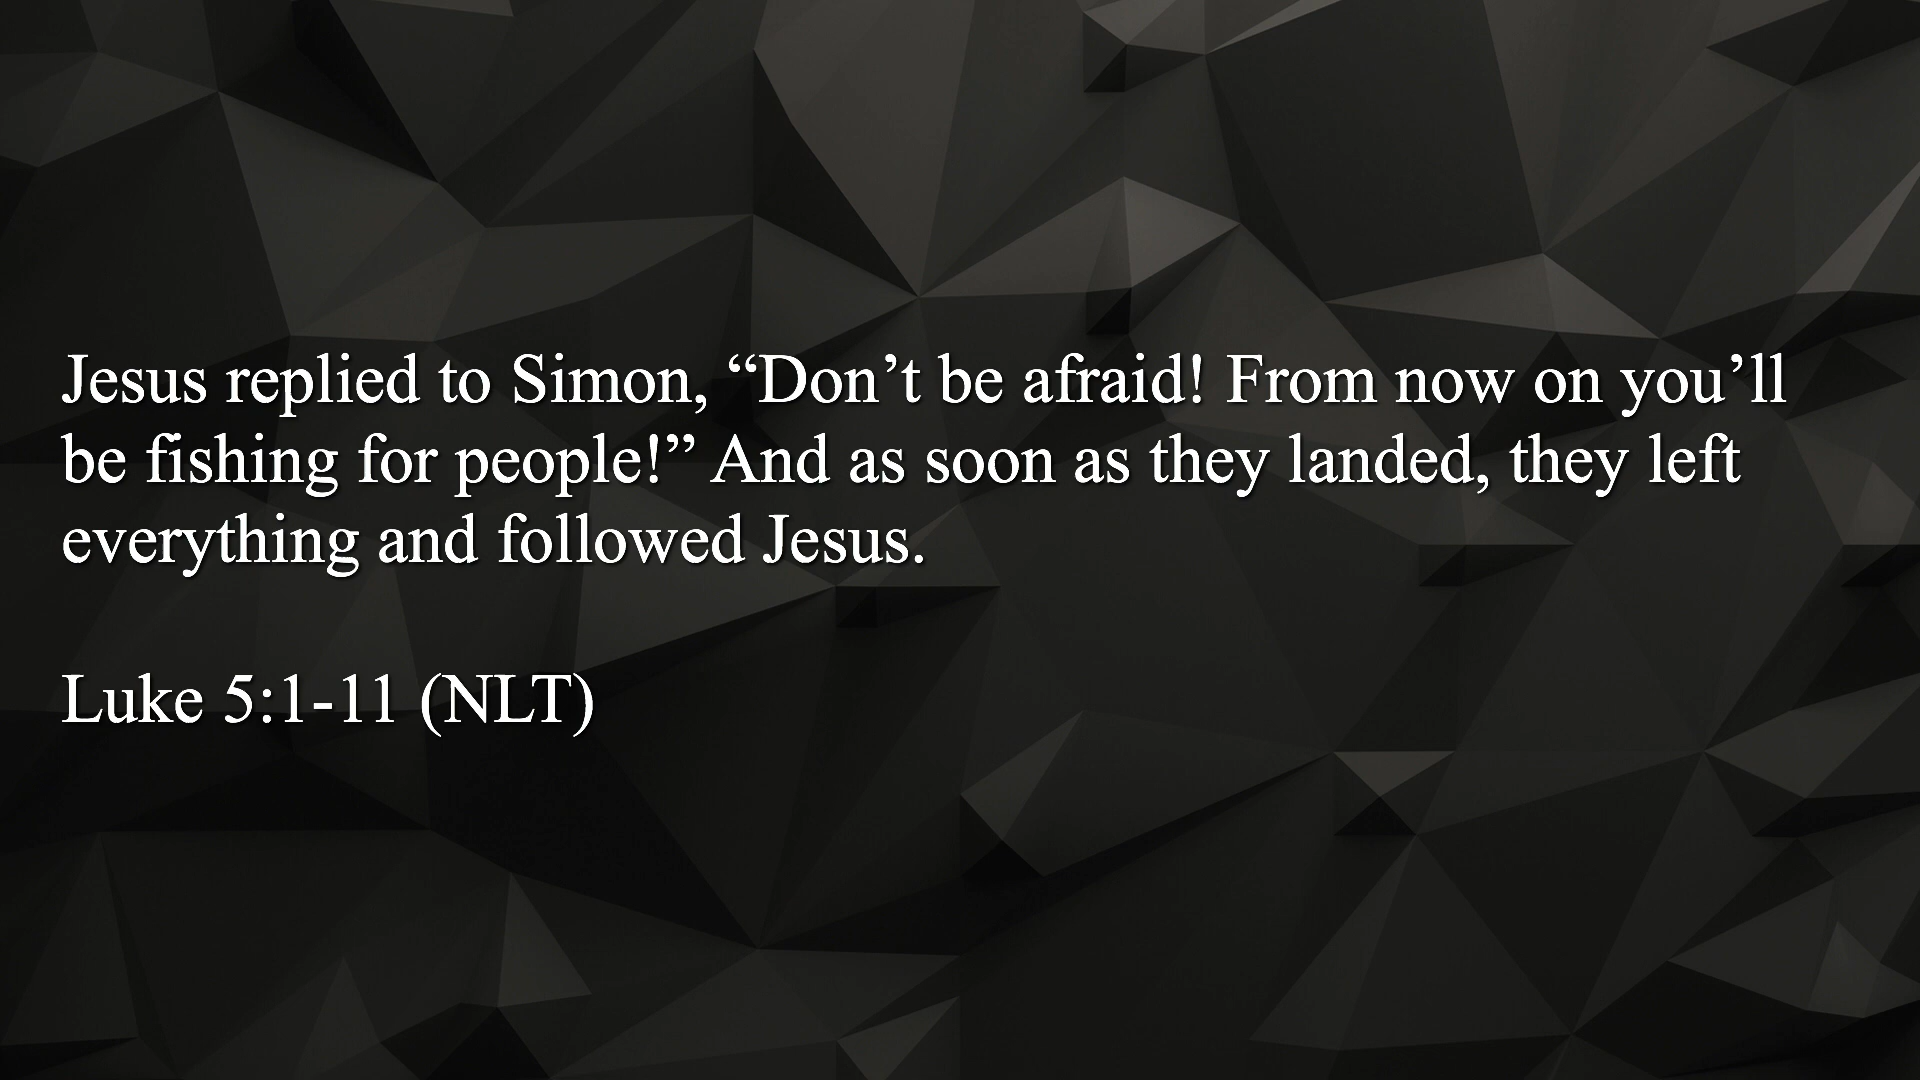 Jesus replied to Simon, “Don’t be afraid! From now on you’ll
be fishing for people!” And as soon as they landed, they left
everything and followed Jesus.
Luke 5:1-11 (NLT)